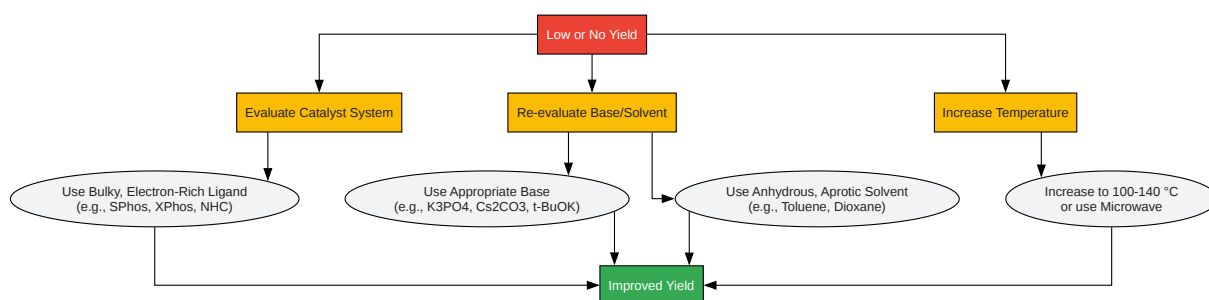 Low or No Yield
Evaluate Catalyst System
Re-evaluate Base/Solvent
Increase Temperature
Use Bulky, Electron-Rich Ligand
(e.g., SPhos, XPhos, NHC)
Use Appropriate Base
(e.g., K3PO4, Cs2CO3, t-BuOK)
Use Anhydrous, Aprotic Solvent
(e.g., Toluene, Dioxane)
Increase to 100-140 °C
or use Microwave
Improved Yield